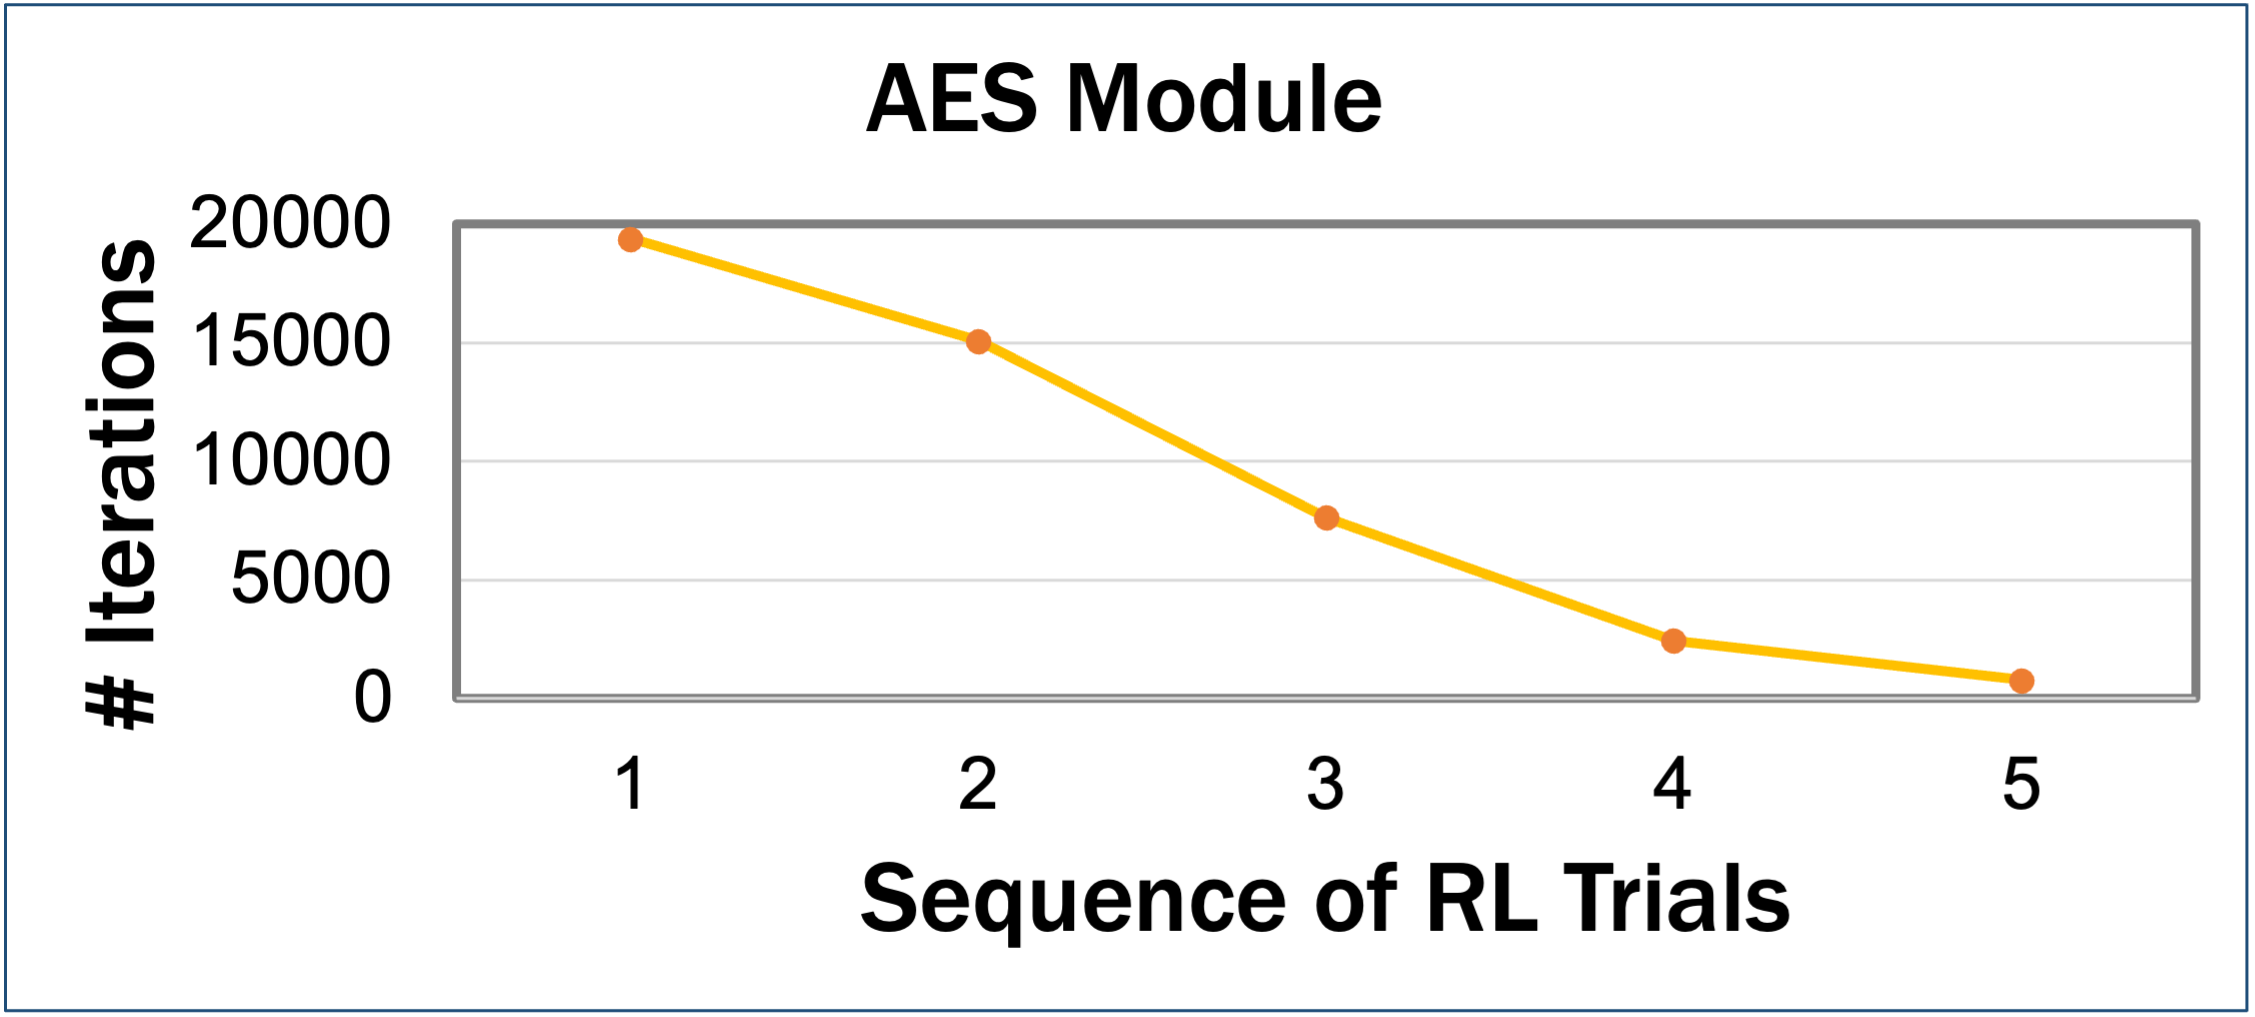 AES Module
# Iterations
20000
15000
10000
5000
0
1 2 3 4 5
Sequence of RL Trials